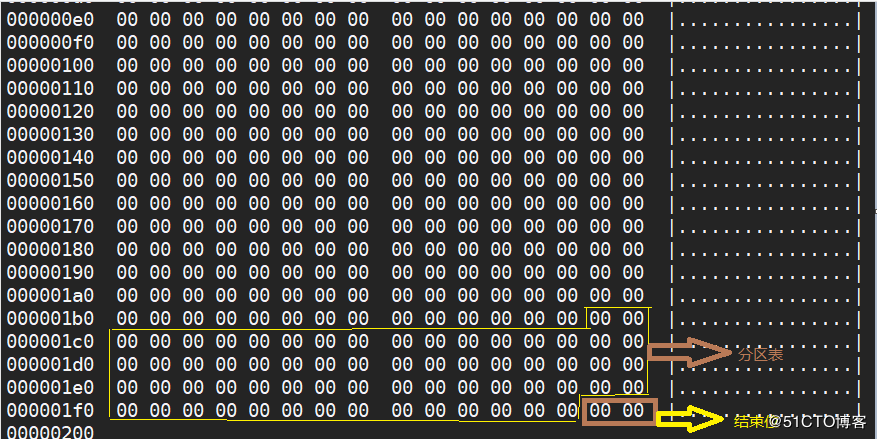 000000e0  00 00 00 00 00 00 00 00  00 00 00 00 00 00 00 00  |................|
000000f0  00 00 00 00 00 00 00 00  00 00 00 00 00 00 00 00  |................|
00000100  00 00 00 00 00 00 00 00  00 00 00 00 00 00 00 00  |................|
00000110  00 00 00 00 00 00 00 00  00 00 00 00 00 00 00 00  |................|
00000120  00 00 00 00 00 00 00 00  00 00 00 00 00 00 00 00  |................|
00000130  00 00 00 00 00 00 00 00  00 00 00 00 00 00 00 00  |................|
00000140  00 00 00 00 00 00 00 00  00 00 00 00 00 00 00 00  |................|
00000150  00 00 00 00 00 00 00 00  00 00 00 00 00 00 00 00  |................|
00000160  00 00 00 00 00 00 00 00  00 00 00 00 00 00 00 00  |................|
00000170  00 00 00 00 00 00 00 00  00 00 00 00 00 00 00 00  |................|
00000180  00 00 00 00 00 00 00 00  00 00 00 00 00 00 00 00  |................|
00000190  00 00 00 00 00 00 00 00  00 00 00 00 00 00 00 00  |................|
000001a0  00 00 00 00 00 00 00 00  00 00 00 00 00 00 00 00  |................|
000001b0  00 00 00 00 00 00 00 00  00 00 00 00 00 00 00 00  |................|
000001c0  00 00 00 00 00 00 00 00  00 00 00 00 00 00 00 00  |................|
分区表
000001d0  00 00 00 00 00 00 00 00  00 00 00 00 00 00 00 00  |................|
000001e0  00 00 00 00 00 00 00 00  00 00 00 00 00 00 00 00  |................|
000001f0  00 00 00 00 00 00 00 00  00 00 00 00 00 00 00 00  |................|
结束位@51CTO博客
00000200